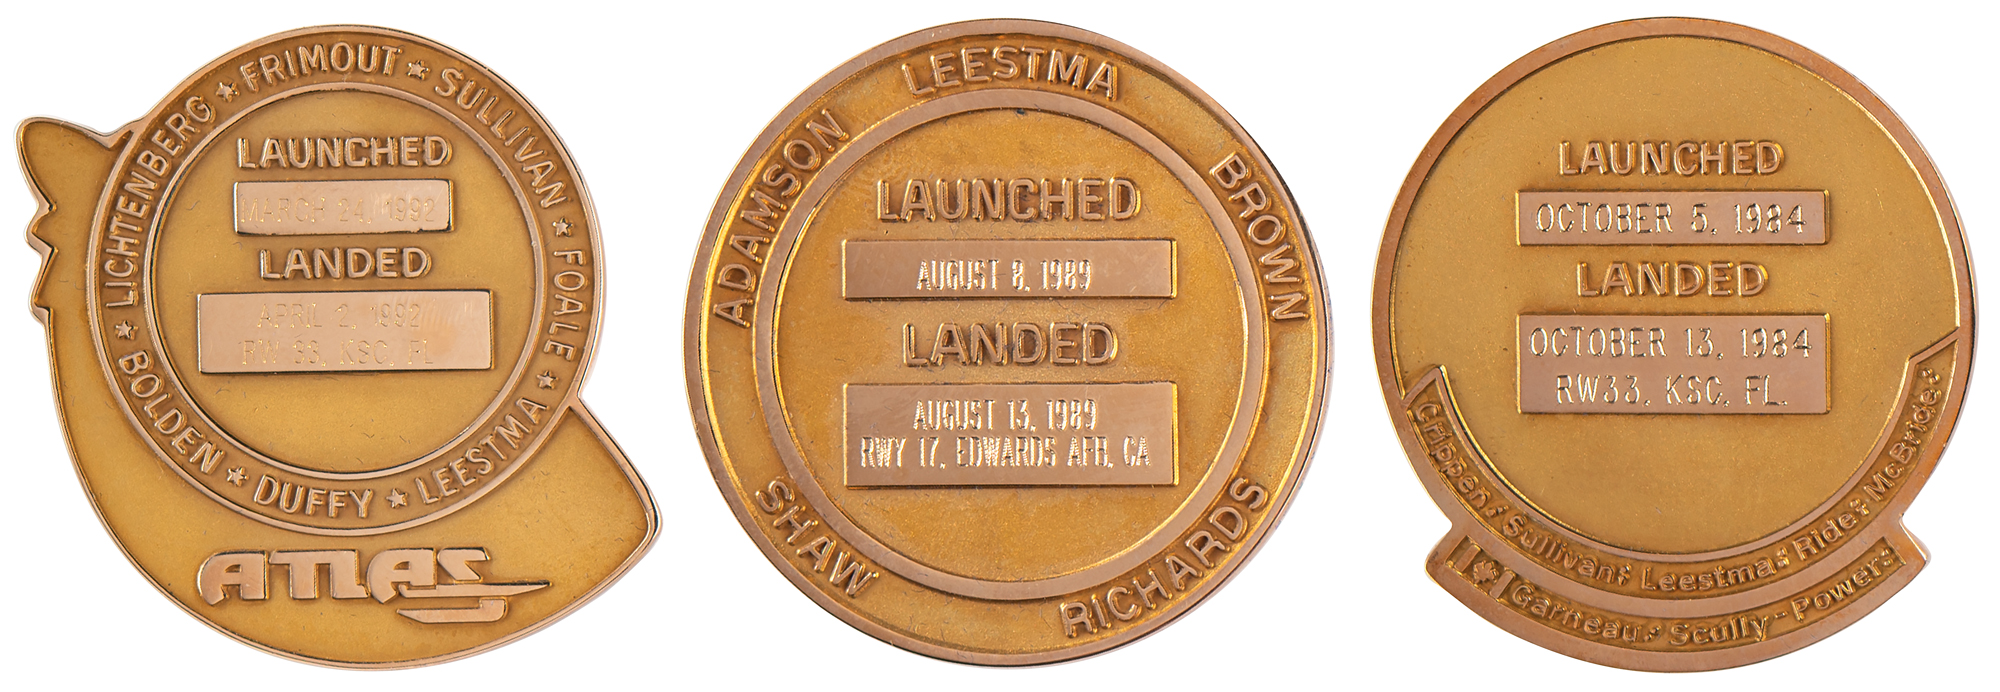 LICHTENBERG ★ FRIMOUT ★ SULLIVAN ★ FOALE ★ LEESTMA ★ DUFFY ★ BOLDEN ★
LAUNCHED
MARCH 24, 1992
LANDED
APRIL 2, 1992
RW 33, KSC, FL
ATLAS
ADAMSON LEESTMA BROWN RICHARDS SHAW
LAUNCHED
AUGUST 8, 1989
LANDED
AUGUST 13, 1989
RWY 17, EDWARDS AFB, CA
LAUNCHED
OCTOBER 5, 1984
LANDED
OCTOBER 13, 1984
RW33, KSC, FL.
Crippen Sullivan Leestma Ride McBride
Garneau Scully-Power